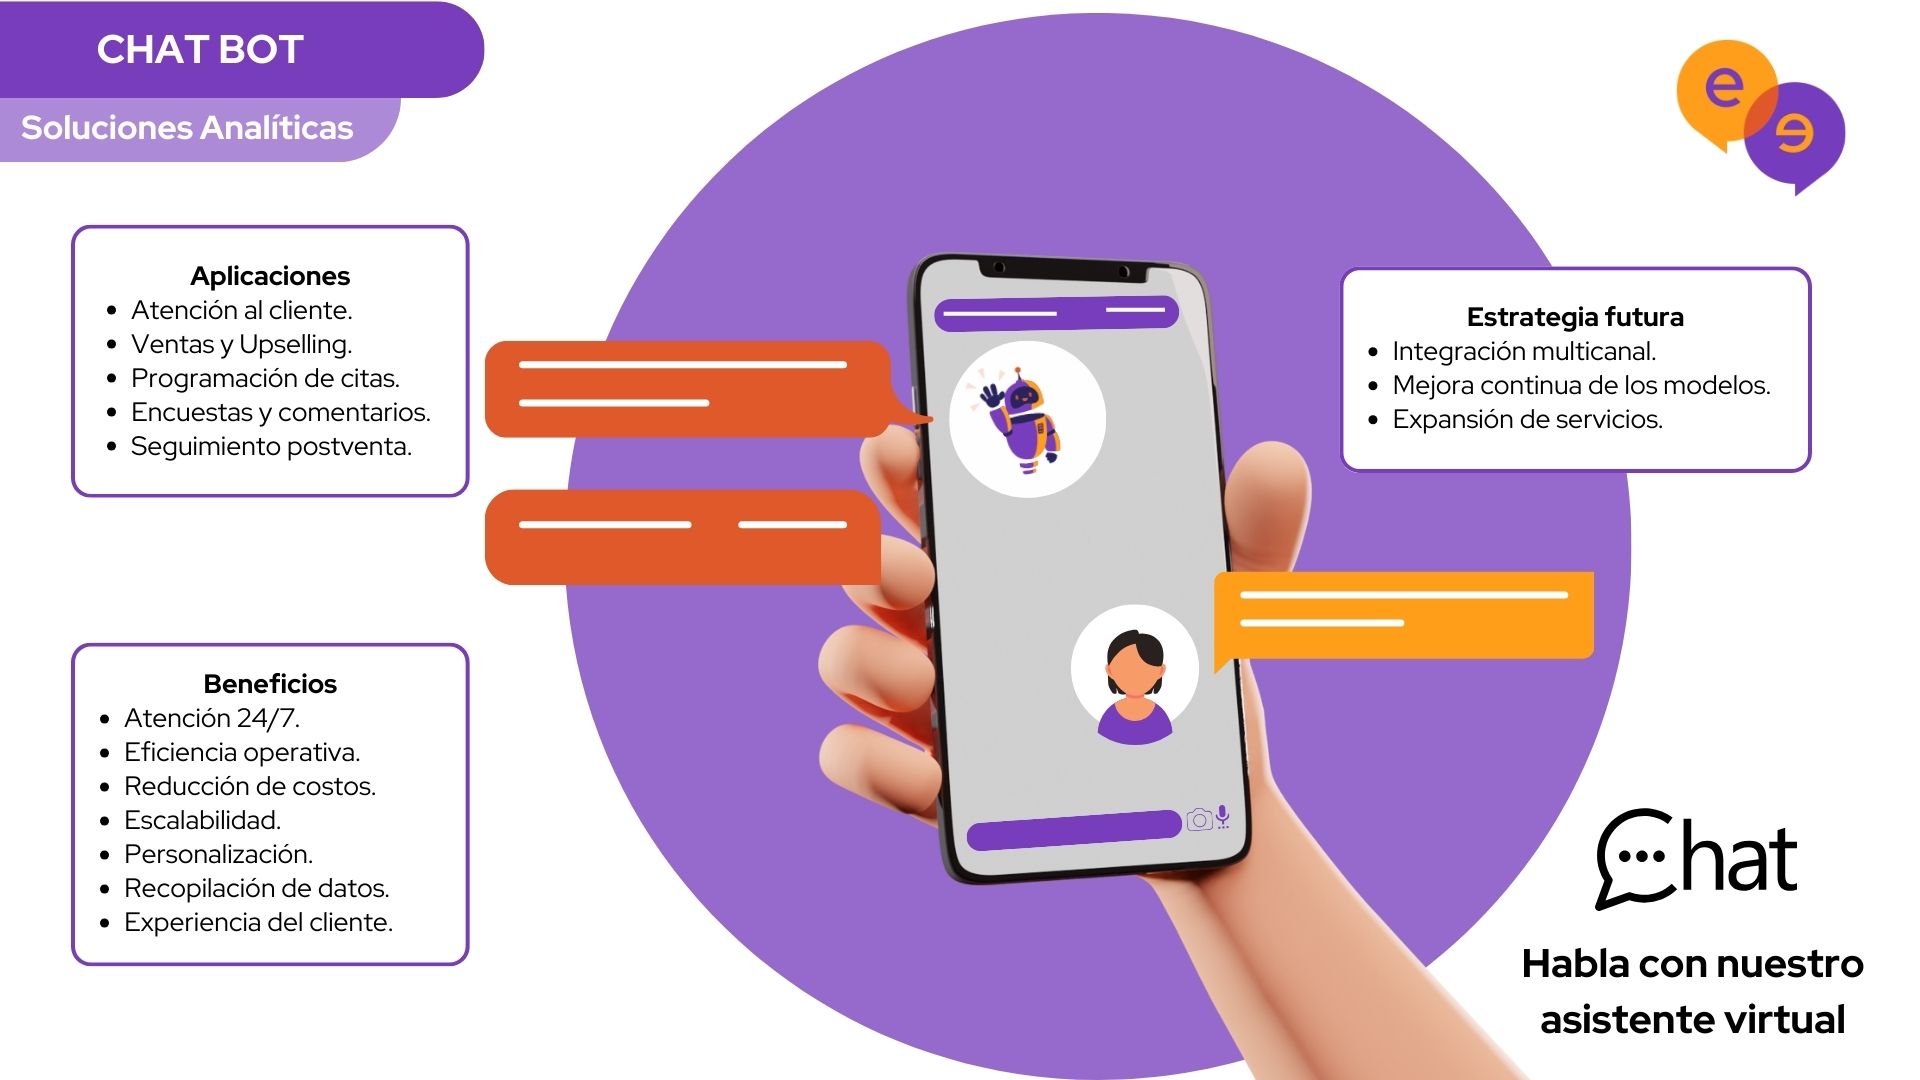 CHAT BOT
Soluciones Analíticas
e
e
Aplicaciones
Atención al cliente.
Ventas y Upselling.
Programación de citas.
Encuestas y comentarios.
Seguimiento postventa.
Estrategia futura
Integración multicanal.
Mejora continua de los modelos.
Expansión de servicios.
Beneficios
Atención 24/7.
Eficiencia operativa.
Reducción de costos.
Escalabilidad.
Personalización.
Recopilación de datos.
Experiencia del cliente.
Chat
Habla con nuestro
asistente virtual